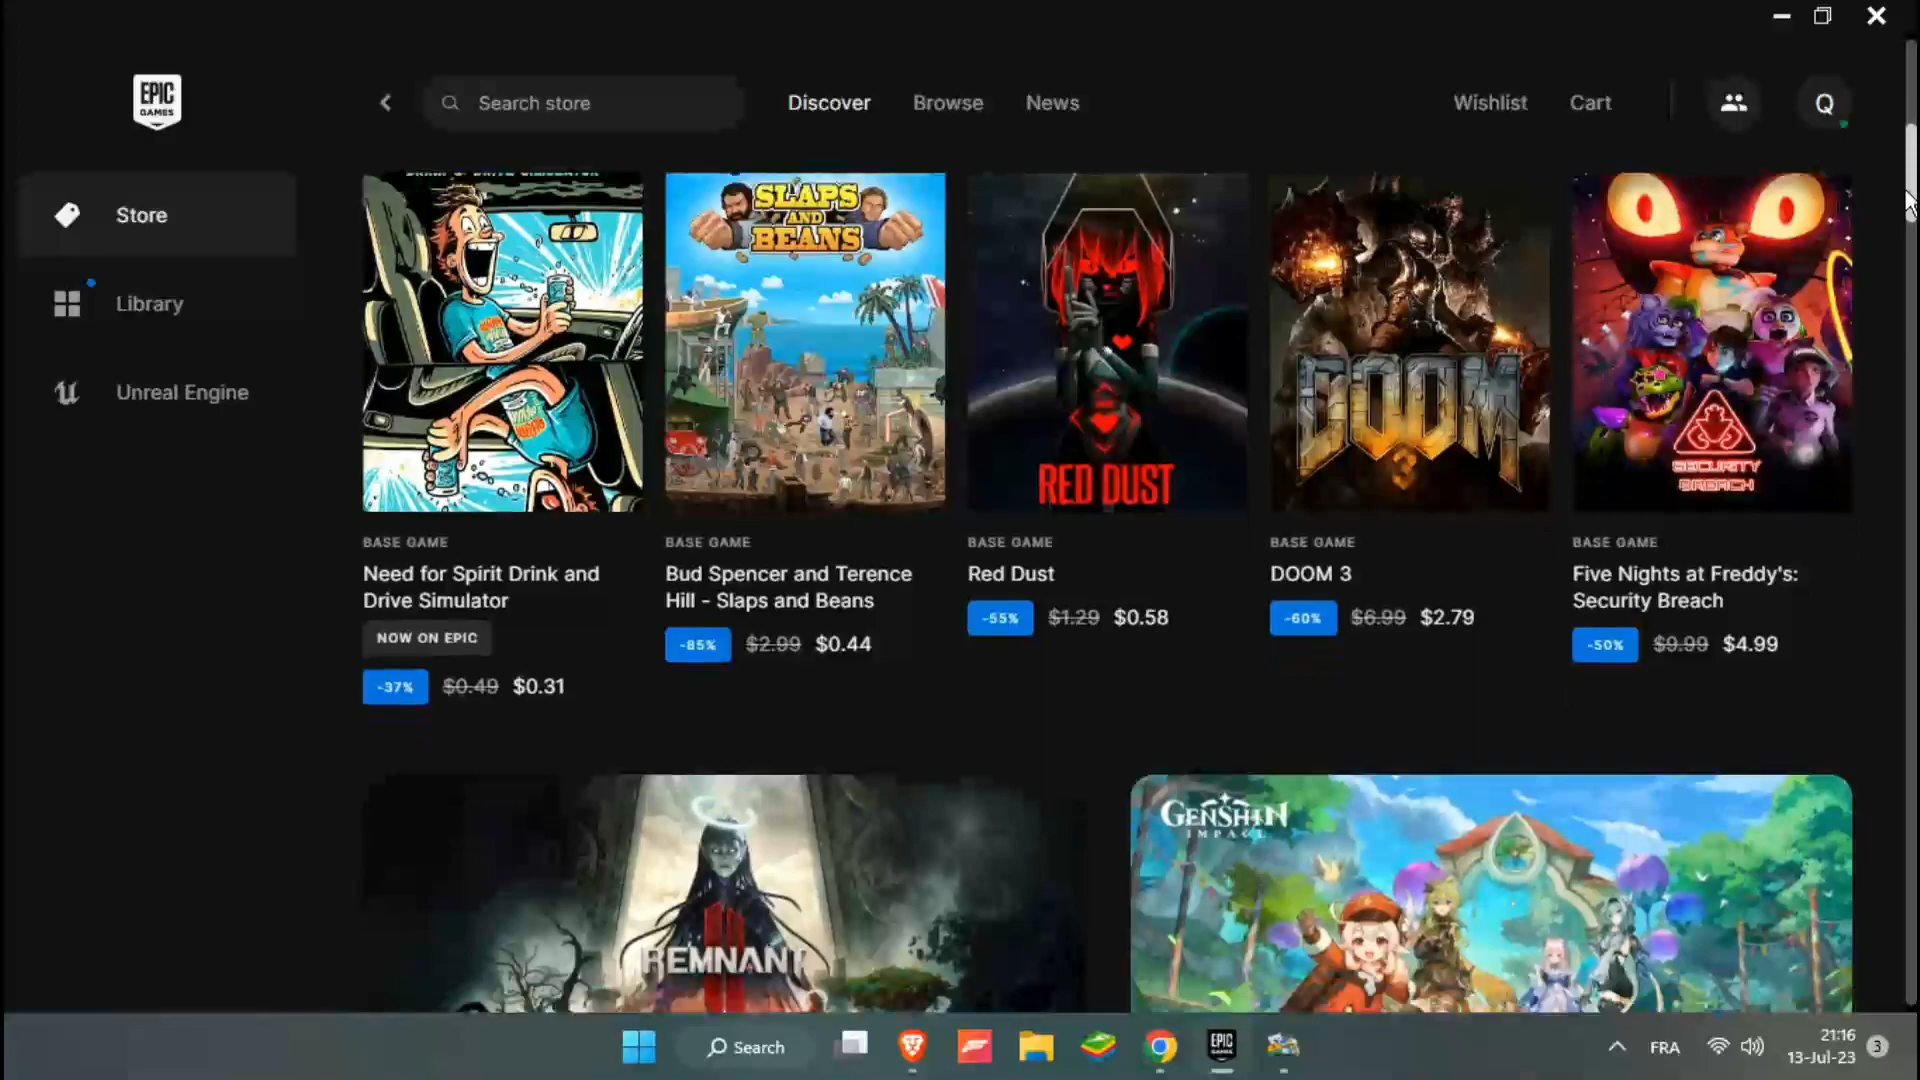 EPIC
GAMES
Search store
Discover
Browse
News
Wishlist
Cart
Q
Store
Library
Unreal Engine
SLAPS
AND
BEANS
RED DUST
DOOM
3
SECURITY
BREACH
BASE GAME
Need for Spirit Drink and
Drive Simulator
NOW ON EPIC
-37% $0.49 $0.31
BASE GAME
Bud Spencer and Terence
Hill - Slaps and Beans
-85% $2.99 $0.44
BASE GAME
Red Dust
-55% $1.29 $0.58
BASE GAME
DOOM 3
-60% $6.99 $2.79
BASE GAME
Five Nights at Freddy's:
Security Breach
-50% $9.99 $4.99
REMNANT
II
GENSHIN
IMPACT
Search
EPIC
GAMES
FRA
21:16
13-Jul-23
3